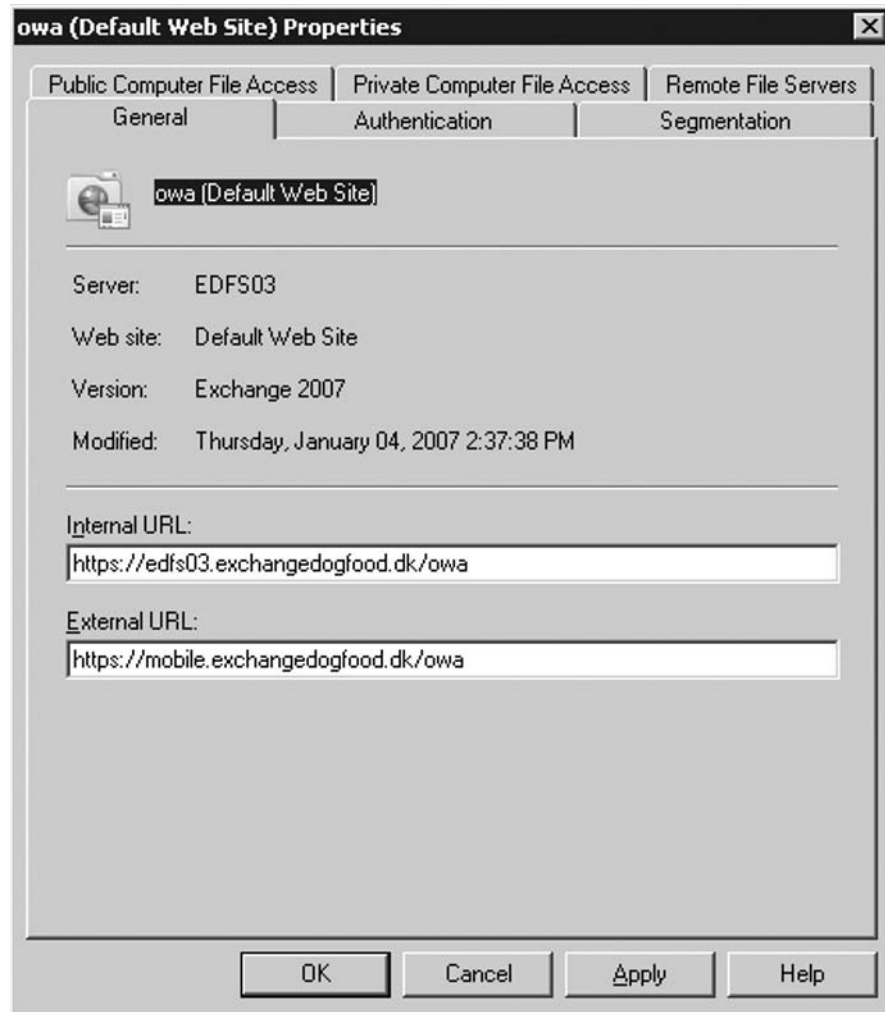 owa (Default Web Site) Properties
Public Computer File Access Private Computer File Access Remote File Servers
General Authentication Segmentation
owa (Default Web Site)
Server: EDFS03
Web site: Default Web Site
Version: Exchange 2007
Modified: Thursday, January 04, 2007 2:37:38 PM
Internal URL:
https://edfs03.exchangedogfood.dk/owa
External URL:
https://mobile.exchangedogfood.dk/owa
OK Cancel Apply Help